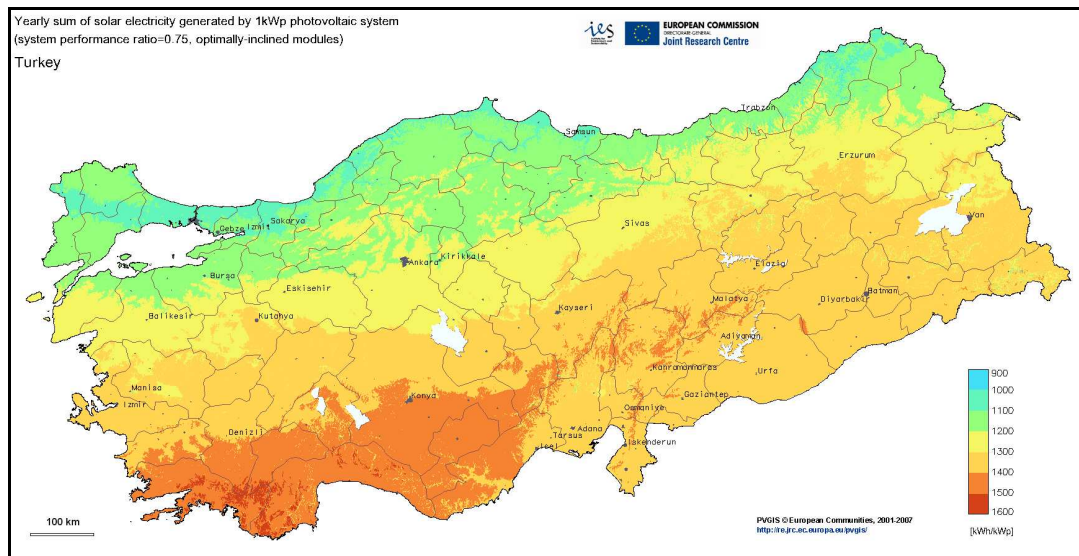 Yearly sum of solar electricity generated by 1kWp photovoltaic system
(system performance ratio=0.75, optimally-inclined modules)
Turkey
ies
EUROPEAN COMMISSION
DIRECTORATE-GENERAL
Joint Research Centre
Trabzon
Samsun
Erzurum
Van
Sakarya
Izmit
Gebze
Sivas
Ankara
Kirikkale
Elazig
Bursa
Eskisehir
Batman
Diyarbakir
Malatya
Kayseri
Balikesir
Kutahya
Adiyaman
Kahramanmaras
Urfa
Manisa
Konya
Gaziantep
Izmir
Osmaniye
Denizli
Adana
Tarsus
Icel
Iskenderun
900
1000
1100
1200
1300
1400
1500
1600
[kWh/kWp]
100 km
PVGIS © European Communities, 2001-2007
http://re.jrc.ec.europa.eu/pvgis/